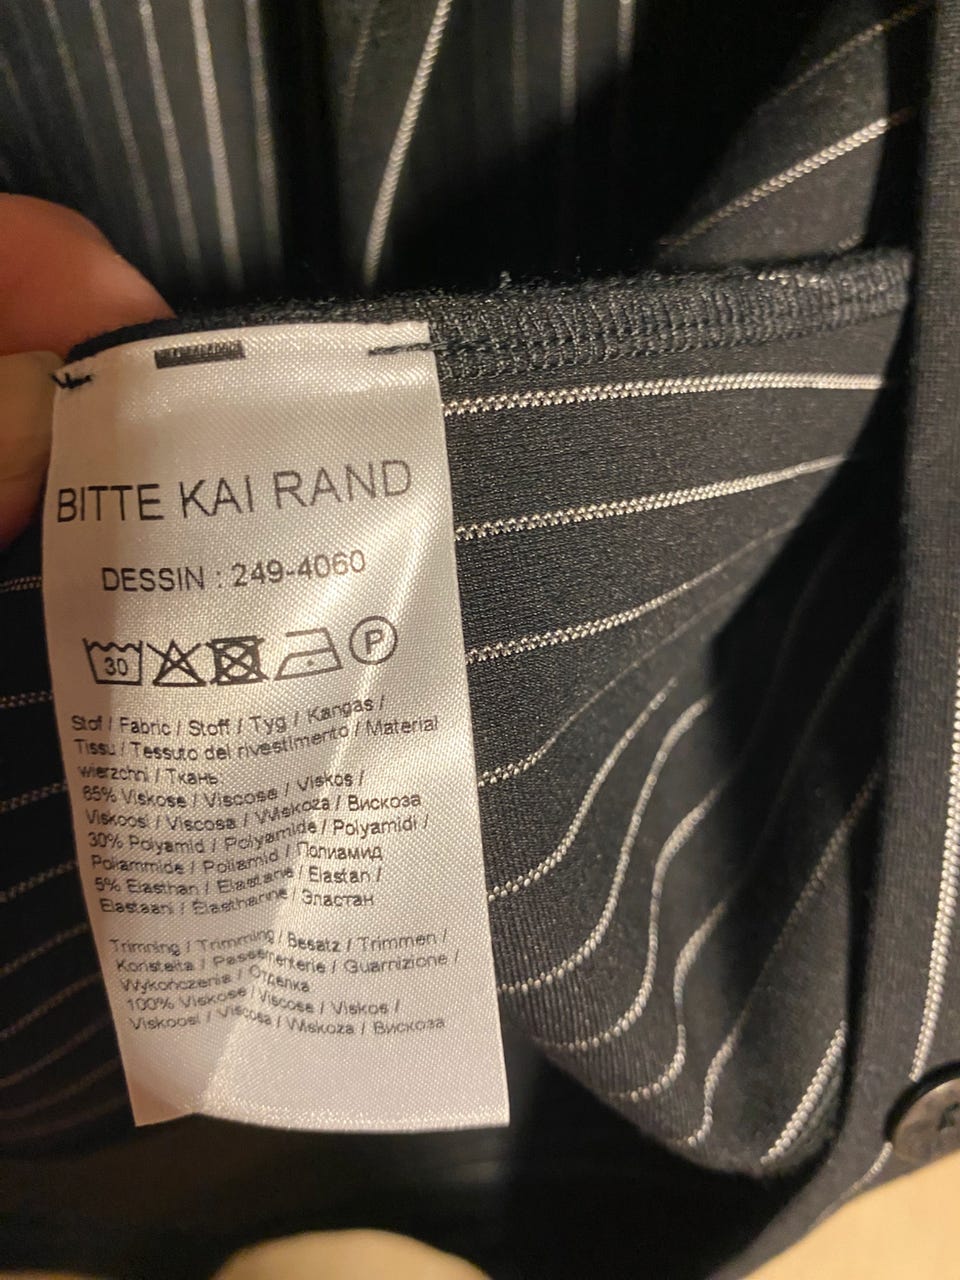 BITTE KAI RAND
DESSIN : 249-4060
30 P
Stof / Fabric / Stoff / Tyg / Kangas /
Tissu / Tessuto del rivestimento / Material
wierzchni / Ткань
65% Viskose / Viscose / Viskos /
Viskoosi / Viscosa / Wiskoza / Вискоза
30% Polyamid / Polyamide / Polyamidi /
Poliammide / Poliamid / Полиамид
5% Elasthan / Elastane / Elastan /
Elastaani / Elasthanne / Эластан
Trimning / Trimming / Besatz / Trimmen /
Koristeita / Passementerie / Guarnizione /
Wykończenia / Отделка
100% Viskose / Viscose / Viskos /
Viskoosi / Viscosa / Wiskoza / Вискоза